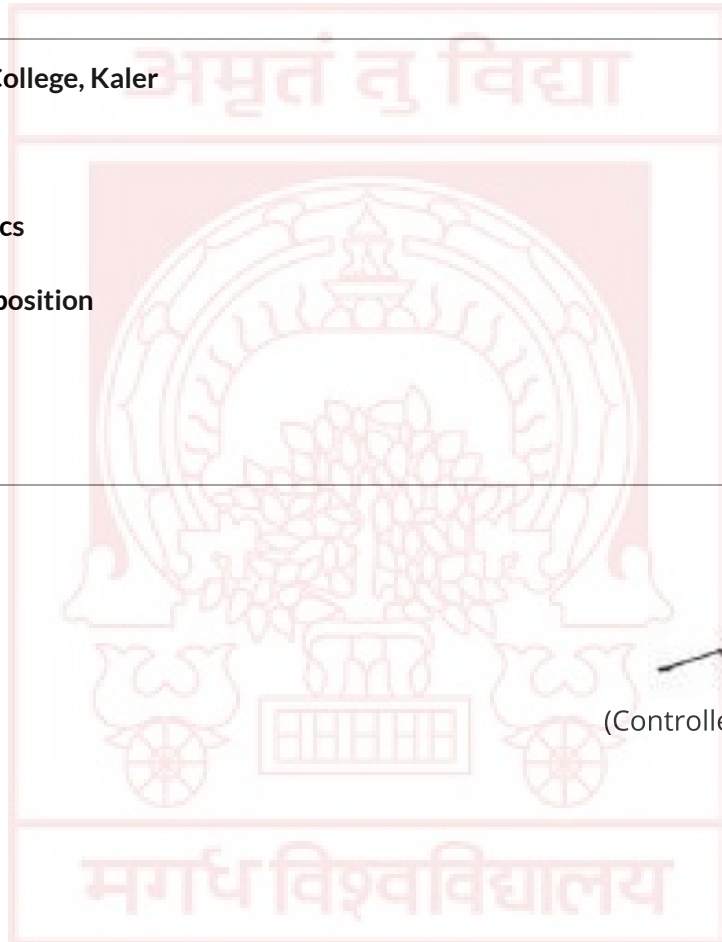 अमृतं तु विद्या
College, Kaler
cs
position
(Controlle
मगध विश्वविद्यालय